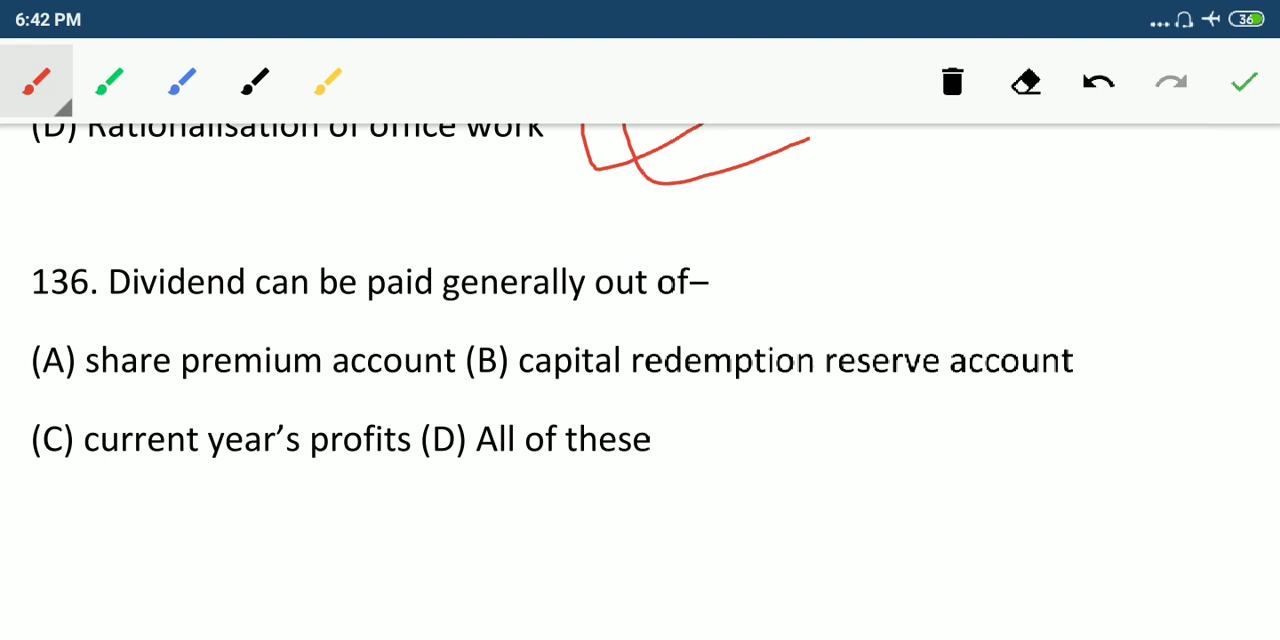 6:42 PM
36
(D) Rationalisation of office work
136. Dividend can be paid generally out of–
(A) share premium account (B) capital redemption reserve account
(C) current year’s profits (D) All of these